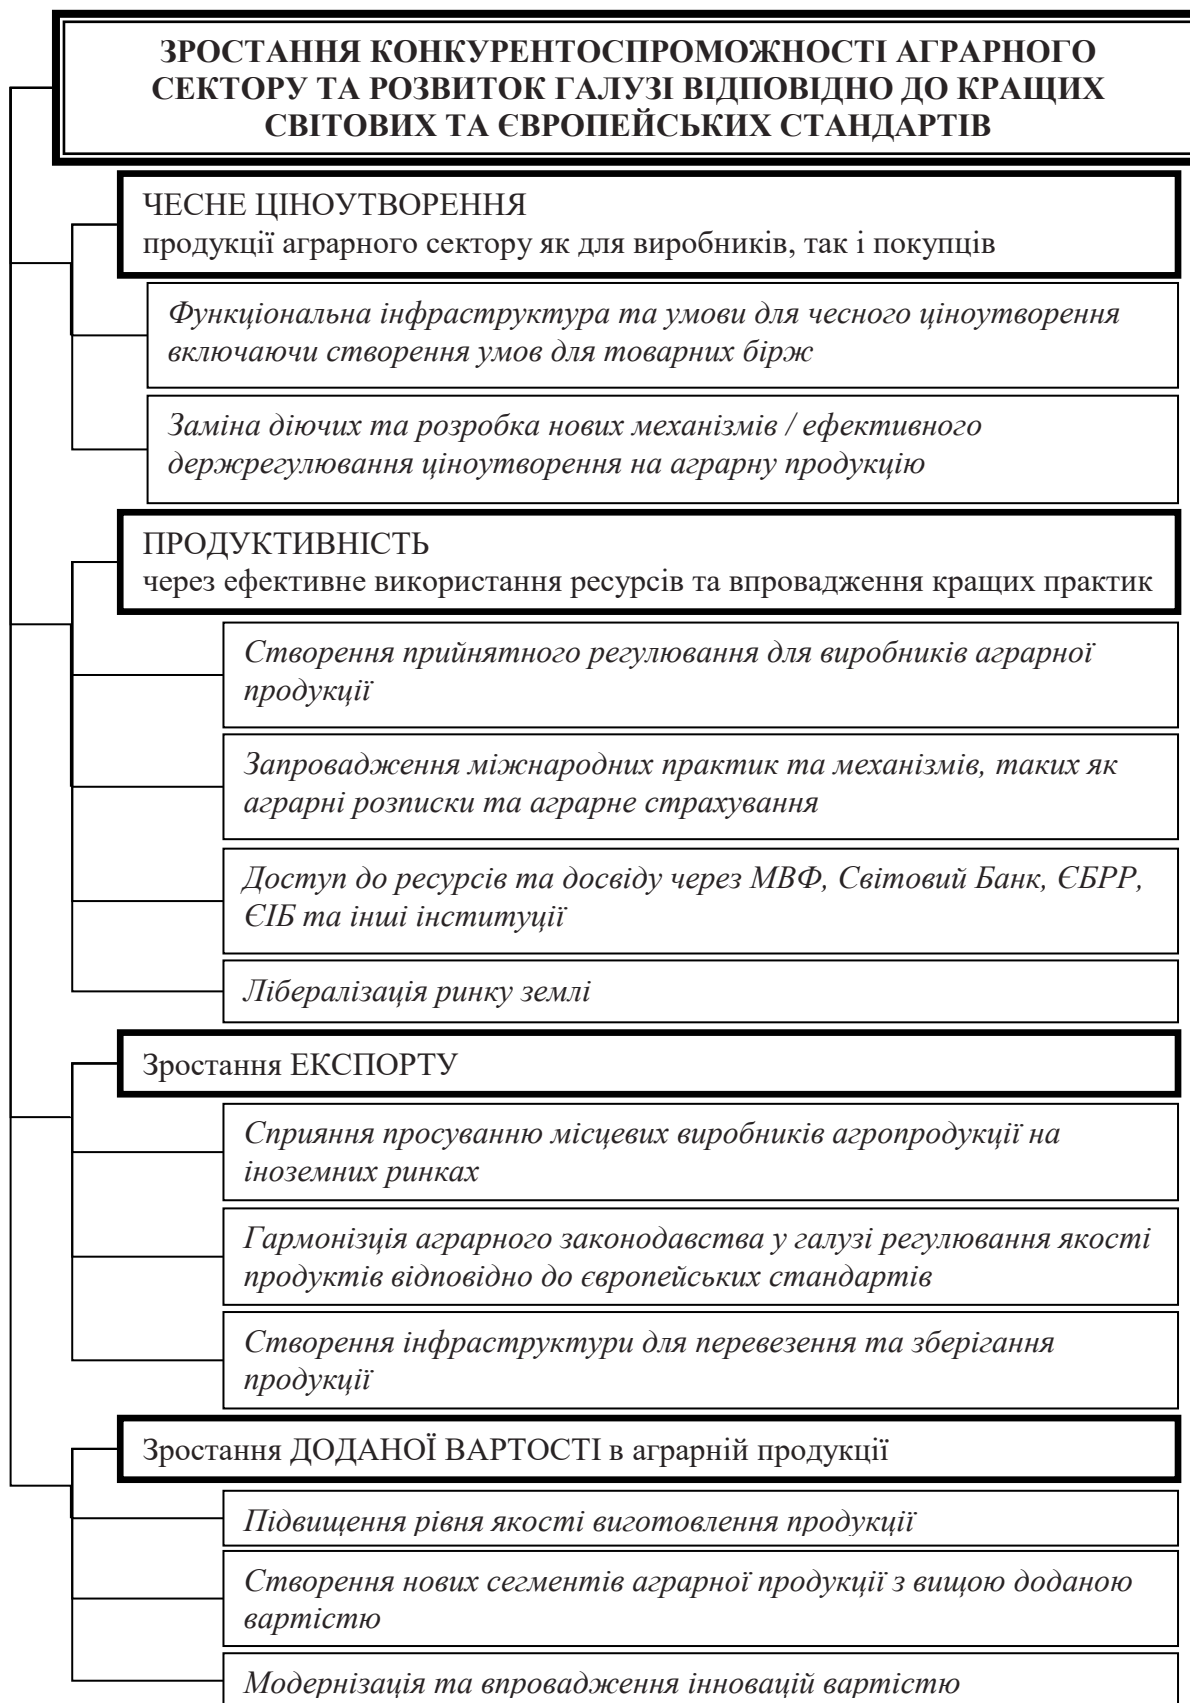 ЗРОСТАННЯ КОНКУРЕНТОСПРОМОЖНОСТІ АГРАРНОГО
СЕКТОРУ ТА РОЗВИТОК ГАЛУЗІ ВІДПОВІДНО ДО КРАЩИХ
СВІТОВИХ ТА ЄВРОПЕЙСЬКИХ СТАНДАРТІВ
ЧЕСНЕ ЦІНОУТВОРЕННЯ
продукції аграрного сектору як для виробників, так і покупців
Функціональна інфраструктура та умови для чесного ціноутворення
включаючи створення умов для товарних бірж
Заміна діючих та розробка нових механізмів / ефективного
держрегулювання ціноутворення на аграрну продукцію
ПРОДУКТИВНІСТЬ
через ефективне використання ресурсів та впровадження кращих практик
Створення прийнятного регулювання для виробників аграрної
продукції
Запровадження міжнародних практик та механізмів, таких як
аграрні розписки та аграрне страхування
Доступ до ресурсів та досвіду через МВФ, Світовий Банк, ЄБРР,
ЄІБ та інші інституції
Лібералізація ринку землі
Зростання ЕКСПОРТУ
Сприяння просуванню місцевих виробників агропродукції на
іноземних ринках
Гармонізція аграрного законодавства у галузі регулювання якості
продуктів відповідно до європейських стандартів
Створення інфраструктури для перевезення та зберігання
продукції
Зростання ДОДАНОЇ ВАРТОСТІ в аграрній продукції
Підвищення рівня якості виготовлення продукції
Створення нових сегментів аграрної продукції з вищою доданою
вартістю
Модернізація та впровадження інновацій вартістю